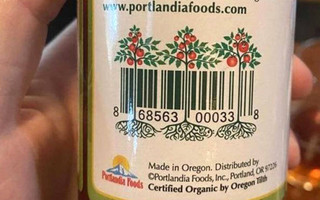 www.portlandiafoods.com
8 68563 00033 8
Portlandia Foods
Made in Oregon. Distributed by
©Portlandia Foods, Inc., Portland, OR 97239
Certified Organic by Oregon Tilth